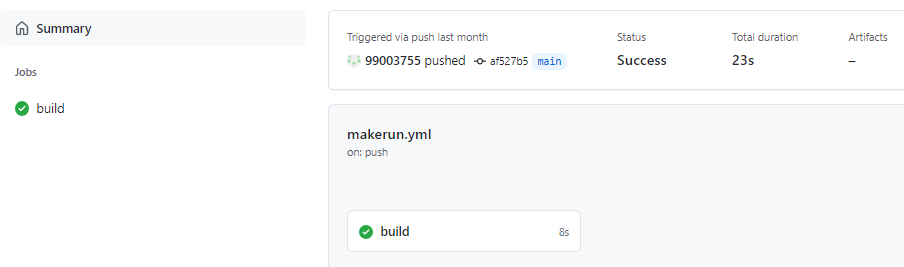 Summary
Jobs
build
Triggered via push last month
Status
Total duration
Artifacts
99003755 pushed af527b5 main
Success
23s
–
makerun.yml
on: push
build
8s